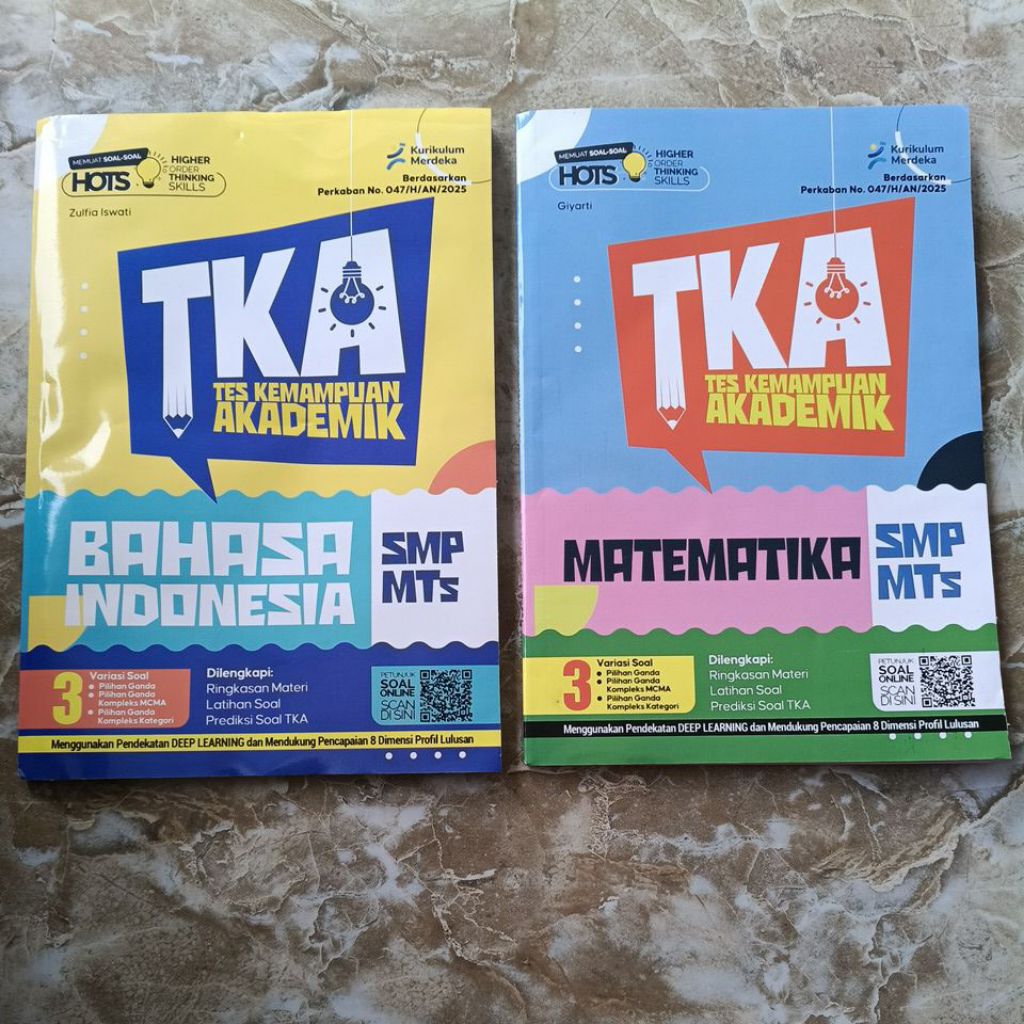 MEMUAT SOAL-SOAL
HOTS
HIGHER
ORDER
THINKING
SKILLS
Kurikulum
Merdeka
Berdasarkan
Perkaban No. 047/H/AN/2025
Zulfia Iswati
TKA
TES KEMAMPUAN
AKADEMIK
BAHASA
INDONESIA
SMP
MTs
3
Variasi Soal
• Pilihan Ganda
• Pilihan Ganda
Kompleks MCMA
• Pilihan Ganda
Kompleks Kategori
Dilengkapi:
Ringkasan Materi
Latihan Soal
Prediksi Soal TKA
PETUNJUK
SOAL
ONLINE
SCAN
DI SINI
Menggunakan Pendekatan DEEP LEARNING dan Mendukung Pencapaian 8 Dimensi Profil Lulusan
MEMUAT SOAL-SOAL
HOTS
HIGHER
ORDER
THINKING
SKILLS
Kurikulum
Merdeka
Berdasarkan
Perkaban No. 047/H/AN/2025
Giyarti
TKA
TES KEMAMPUAN
AKADEMIK
MATEMATIKA
SMP
MTs
3
Variasi Soal
• Pilihan Ganda
• Pilihan Ganda
Kompleks MCMA
• Pilihan Ganda
Kompleks Kategori
Dilengkapi:
Ringkasan Materi
Latihan Soal
Prediksi Soal TKA
PETUNJUK
SOAL
ONLINE
SCAN
DI SINI
Menggunakan Pendekatan DEEP LEARNING dan Mendukung Pencapaian 8 Dimensi Profil Lulusan